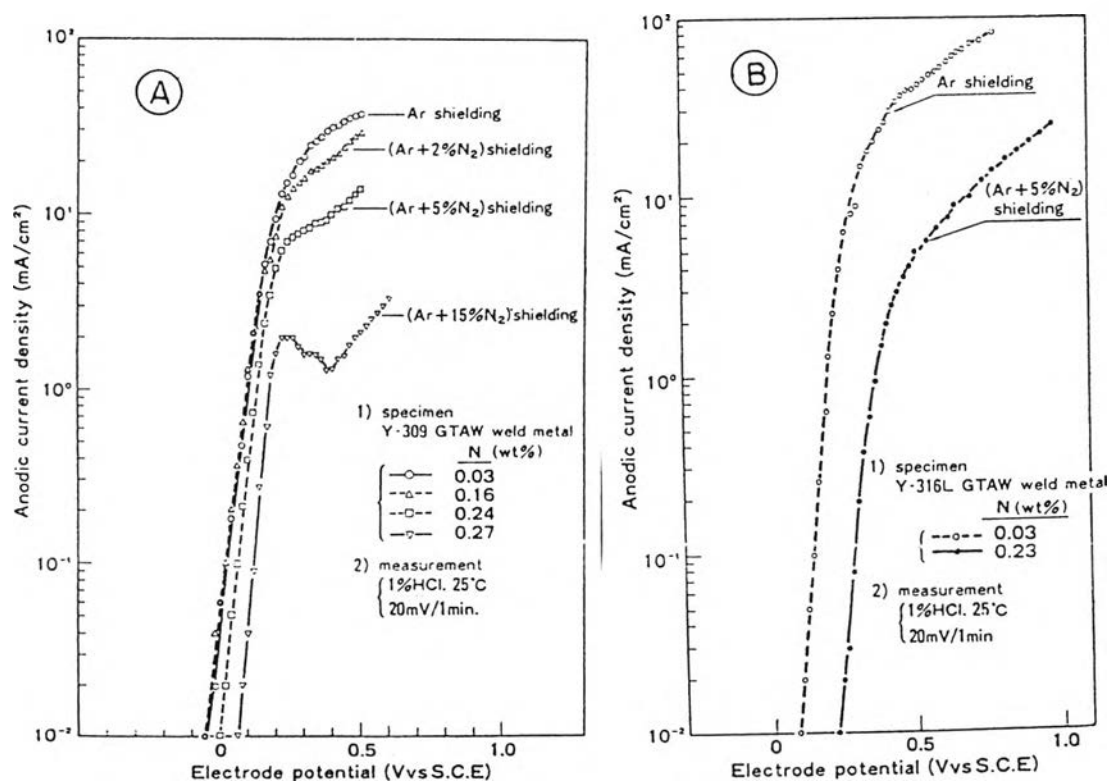 A
Anodic current density (mA/cm²)
10²
10¹
10⁰
10⁻¹
10⁻²
0
0.5
1.0
Electrode potential (V vs S.C.E)
Ar shielding
(Ar+2%N₂) shielding
(Ar+5%N₂) shielding
(Ar+15%N₂) shielding
1) specimen
Y-309 GTAW weld metal
N (wt%)
0.03
0.16
0.24
0.27
2) measurement
1%HCl. 25°C
20mV/1min.
B
Anodic current density (mA/cm²)
10²
10¹
10⁰
10⁻¹
10⁻²
0
0.5
1.0
Electrode potential (V vs S.C.E)
Ar shielding
(Ar+5%N₂)
shielding
1) specimen
Y-316L GTAW weld metal
N (wt%)
0.03
0.23
2) measurement
1%HCl. 25°C
20mV/1min